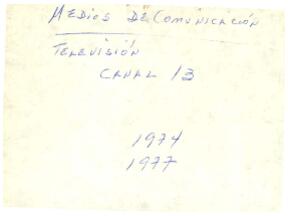 MEDIOS DE COMUNICACIÓN
TELEVISIÓN
CANAL 13
1974
1977